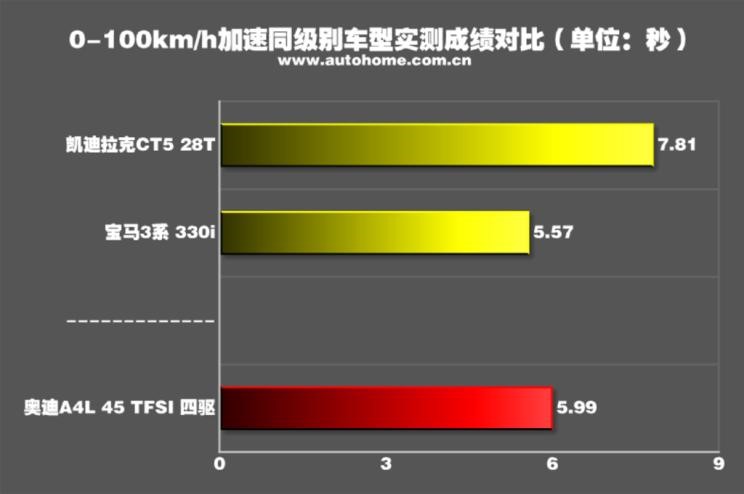 0-100km/h加速同级别车型实测成绩对比（单位：秒）
www.autohome.com.cn
凯迪拉克CT5 28T 7.81
宝马3系 330i 5.57
-------------
奥迪A4L 45 TFSI 四驱 5.99
0 3 6 9